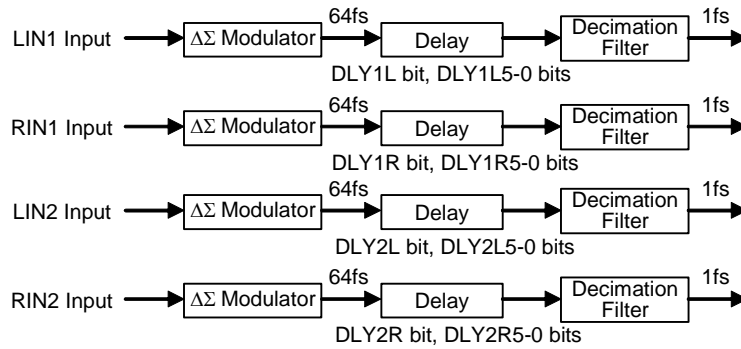 64fs
1fs
LIN1 Input
ΔΣ Modulator
Delay
Decimation
Filter
DLY1L bit, DLY1L5-0 bits
64fs
1fs
RIN1 Input
ΔΣ Modulator
Delay
Decimation
Filter
DLY1R bit, DLY1R5-0 bits
64fs
1fs
LIN2 Input
ΔΣ Modulator
Delay
Decimation
Filter
DLY2L bit, DLY2L5-0 bits
64fs
1fs
RIN2 Input
ΔΣ Modulator
Delay
Decimation
Filter
DLY2R bit, DLY2R5-0 bits